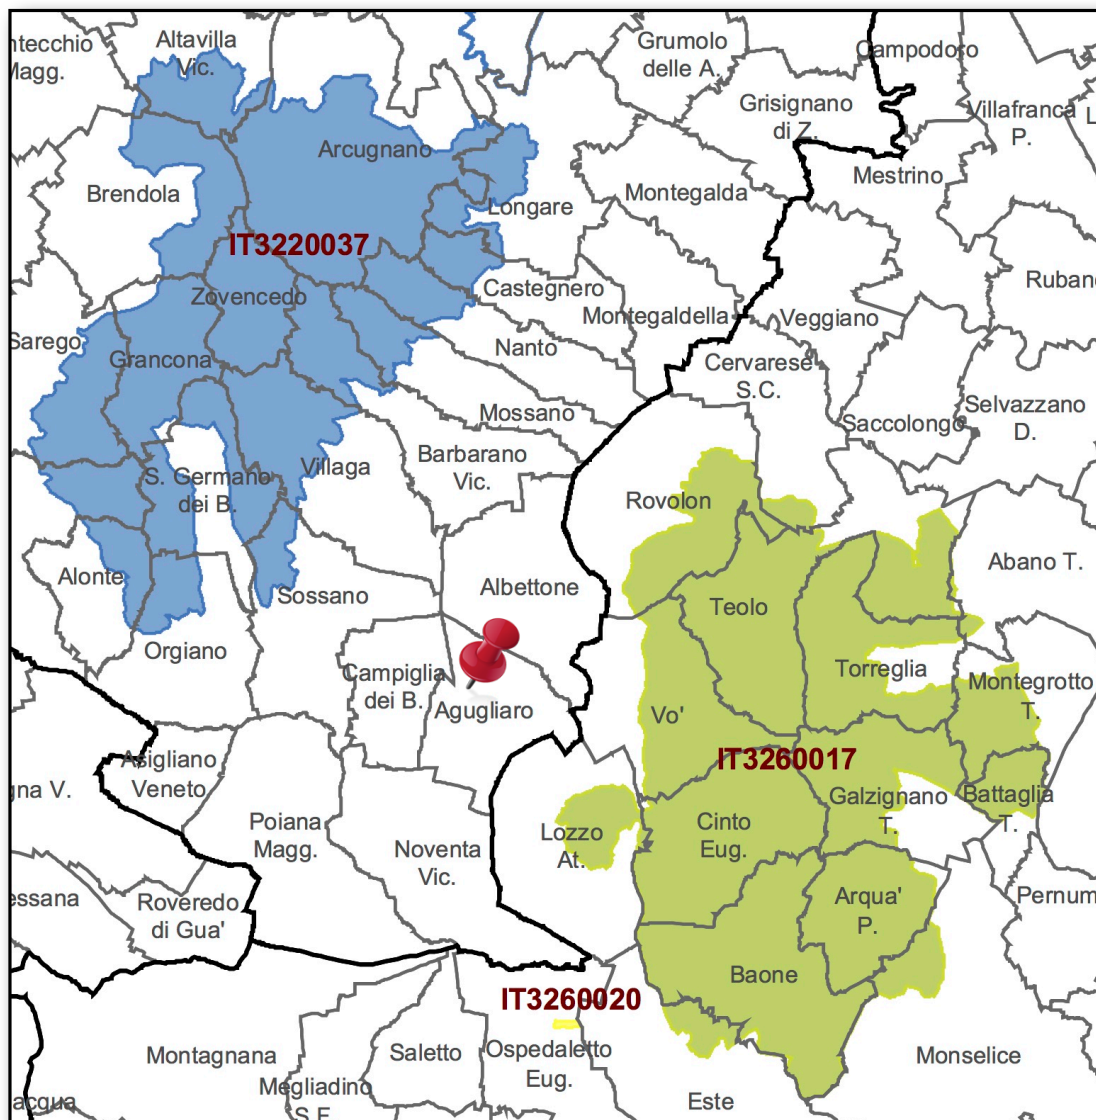 ntecchio
Magg.
Altavilla
Vic.
Grumolo
delle A.
Campodoro
Grisignano
di Z.
Villafranca
P.
L
Arcugnano
Brendola
Longare
Montegalda
Mestrino
IT3220037
Zovencedo
Castegnero
Montegaldella
Veggiano
Ruban
Sarego
Grancona
Nanto
Cervarese
S.C.
Mossano
Saccolongo
Selvazzano
D.
S. Germano
dei B.
Villaga
Barbarano
Vic.
Rovolon
Alonte
Sossano
Albettone
Teolo
Abano T.
Orgiano
Campiglia
dei B.
Agugliaro
Vo'
Torreglia
Montegrotto
T.
IT3260017
gna V.
Asigliano
Veneto
Poiana
Magg.
Noventa
Vic.
Lozzo
At.
Cinto
Eug.
Galzignano
T.
Battaglia
T.
essana
Roveredo
di Gua'
Arqua'
P.
Pernum
Baone
IT3260020
Montagnana
Saletto
Ospedaletto
Eug.
Monselice
Megliadino
S.F.
Este
acqua